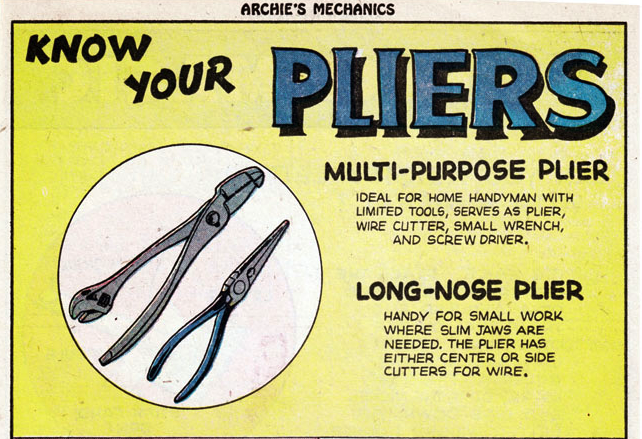 ARCHIE'S MECHANICS
KNOW
YOUR
PLIERS
MULTI-PURPOSE PLIER
IDEAL FOR HOME HANDYMAN WITH
LIMITED TOOLS, SERVES AS PLIER,
WIRE CUTTER, SMALL WRENCH,
AND SCREW DRIVER.
LONG-NOSE PLIER
HANDY FOR SMALL WORK
WHERE SLIM JAWS ARE
NEEDED. THE PLIER HAS
EITHER CENTER OR SIDE
CUTTERS FOR WIRE.